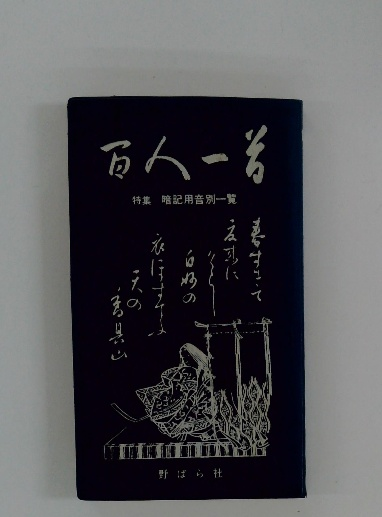 百人一首
特集 暗記用音別一覧
春すぎて
夏来に
けらし
白妙の
衣ほすてふ
天の
香具山
野ばら社